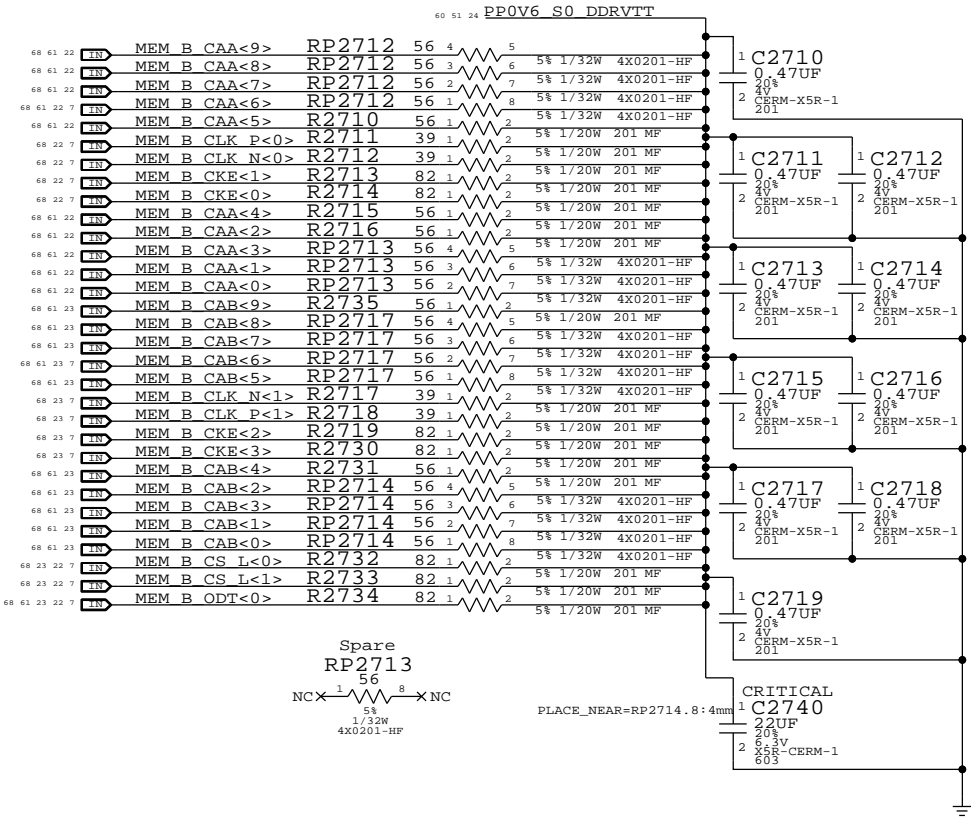 60 51 24 PP0V6_S0_DDRVTT
68 61 22 IN MEM_B_CAA<9> RP2712 56 4 5 5% 1/32W 4X0201-HF
68 61 22 IN MEM_B_CAA<8> RP2712 56 3 6 5% 1/32W 4X0201-HF
68 61 22 IN MEM_B_CAA<7> RP2712 56 2 7 5% 1/32W 4X0201-HF
68 61 22 7 IN MEM_B_CAA<6> RP2712 56 1 8 5% 1/32W 4X0201-HF
68 61 22 IN MEM_B_CAA<5> R2710 56 1 2 5% 1/20W 201 MF
68 22 7 IN MEM_B_CLK_P<0> R2711 39 1 2 5% 1/20W 201 MF
68 22 7 IN MEM_B_CLK_N<0> R2712 39 1 2 5% 1/20W 201 MF
68 22 7 IN MEM_B_CKE<1> R2713 82 1 2 5% 1/20W 201 MF
68 22 7 IN MEM_B_CKE<0> R2714 82 1 2 5% 1/20W 201 MF
68 61 22 IN MEM_B_CAA<4> R2715 56 1 2 5% 1/20W 201 MF
68 61 22 IN MEM_B_CAA<2> R2716 56 1 2 5% 1/20W 201 MF
68 61 22 IN MEM_B_CAA<3> RP2713 56 4 5 5% 1/32W 4X0201-HF
68 61 22 IN MEM_B_CAA<1> RP2713 56 3 6 5% 1/32W 4X0201-HF
68 61 22 IN MEM_B_CAA<0> RP2713 56 2 7 5% 1/32W 4X0201-HF
68 61 23 IN MEM_B_CAB<9> R2735 56 1 2 5% 1/20W 201 MF
68 61 23 IN MEM_B_CAB<8> RP2717 56 4 5 5% 1/32W 4X0201-HF
68 61 23 IN MEM_B_CAB<7> RP2717 56 3 6 5% 1/32W 4X0201-HF
68 61 23 7 IN MEM_B_CAB<6> RP2717 56 2 7 5% 1/32W 4X0201-HF
68 61 23 IN MEM_B_CAB<5> RP2717 56 1 8 5% 1/32W 4X0201-HF
68 23 7 IN MEM_B_CLK_N<1> R2717 39 1 2 5% 1/20W 201 MF
68 23 7 IN MEM_B_CLK_P<1> R2718 39 1 2 5% 1/20W 201 MF
68 23 7 IN MEM_B_CKE<2> R2719 82 1 2 5% 1/20W 201 MF
68 23 7 IN MEM_B_CKE<3> R2730 82 1 2 5% 1/20W 201 MF
68 61 23 IN MEM_B_CAB<4> R2731 56 1 2 5% 1/20W 201 MF
68 61 23 IN MEM_B_CAB<2> RP2714 56 4 5 5% 1/32W 4X0201-HF
68 61 23 IN MEM_B_CAB<3> RP2714 56 3 6 5% 1/32W 4X0201-HF
68 61 23 IN MEM_B_CAB<1> RP2714 56 2 7 5% 1/32W 4X0201-HF
68 61 23 IN MEM_B_CAB<0> RP2714 56 1 8 5% 1/32W 4X0201-HF
68 23 22 7 IN MEM_B_CS_L<0> R2732 82 1 2 5% 1/20W 201 MF
68 23 22 7 IN MEM_B_CS_L<1> R2733 82 1 2 5% 1/20W 201 MF
68 61 23 22 7 IN MEM_B_ODT<0> R2734 82 1 2 5% 1/20W 201 MF
1 C2710
0.47UF
20%
4V
2 CERM-X5R-1
201
1 C2711
0.47UF
20%
4V
2 CERM-X5R-1
201
1 C2712
0.47UF
20%
4V
2 CERM-X5R-1
201
1 C2713
0.47UF
20%
4V
2 CERM-X5R-1
201
1 C2714
0.47UF
20%
4V
2 CERM-X5R-1
201
1 C2715
0.47UF
20%
4V
2 CERM-X5R-1
201
1 C2716
0.47UF
20%
4V
2 CERM-X5R-1
201
1 C2717
0.47UF
20%
4V
2 CERM-X5R-1
201
1 C2718
0.47UF
20%
4V
2 CERM-X5R-1
201
1 C2719
0.47UF
20%
4V
2 CERM-X5R-1
201
Spare
RP2713
56
NC 1 8 NC
5%
1/32W
4X0201-HF
PLACE_NEAR=RP2714.8:4mm
CRITICAL
1 C2740
22UF
20%
6.3V
2 X5R-CERM-1
603